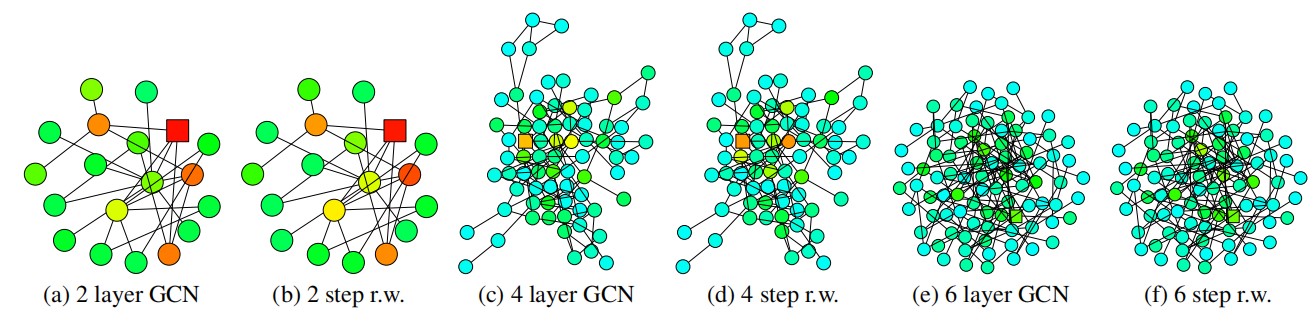 (a) 2 layer GCN (b) 2 step r.w. (c) 4 layer GCN (d) 4 step r.w. (e) 6 layer GCN (f) 6 step r.w.